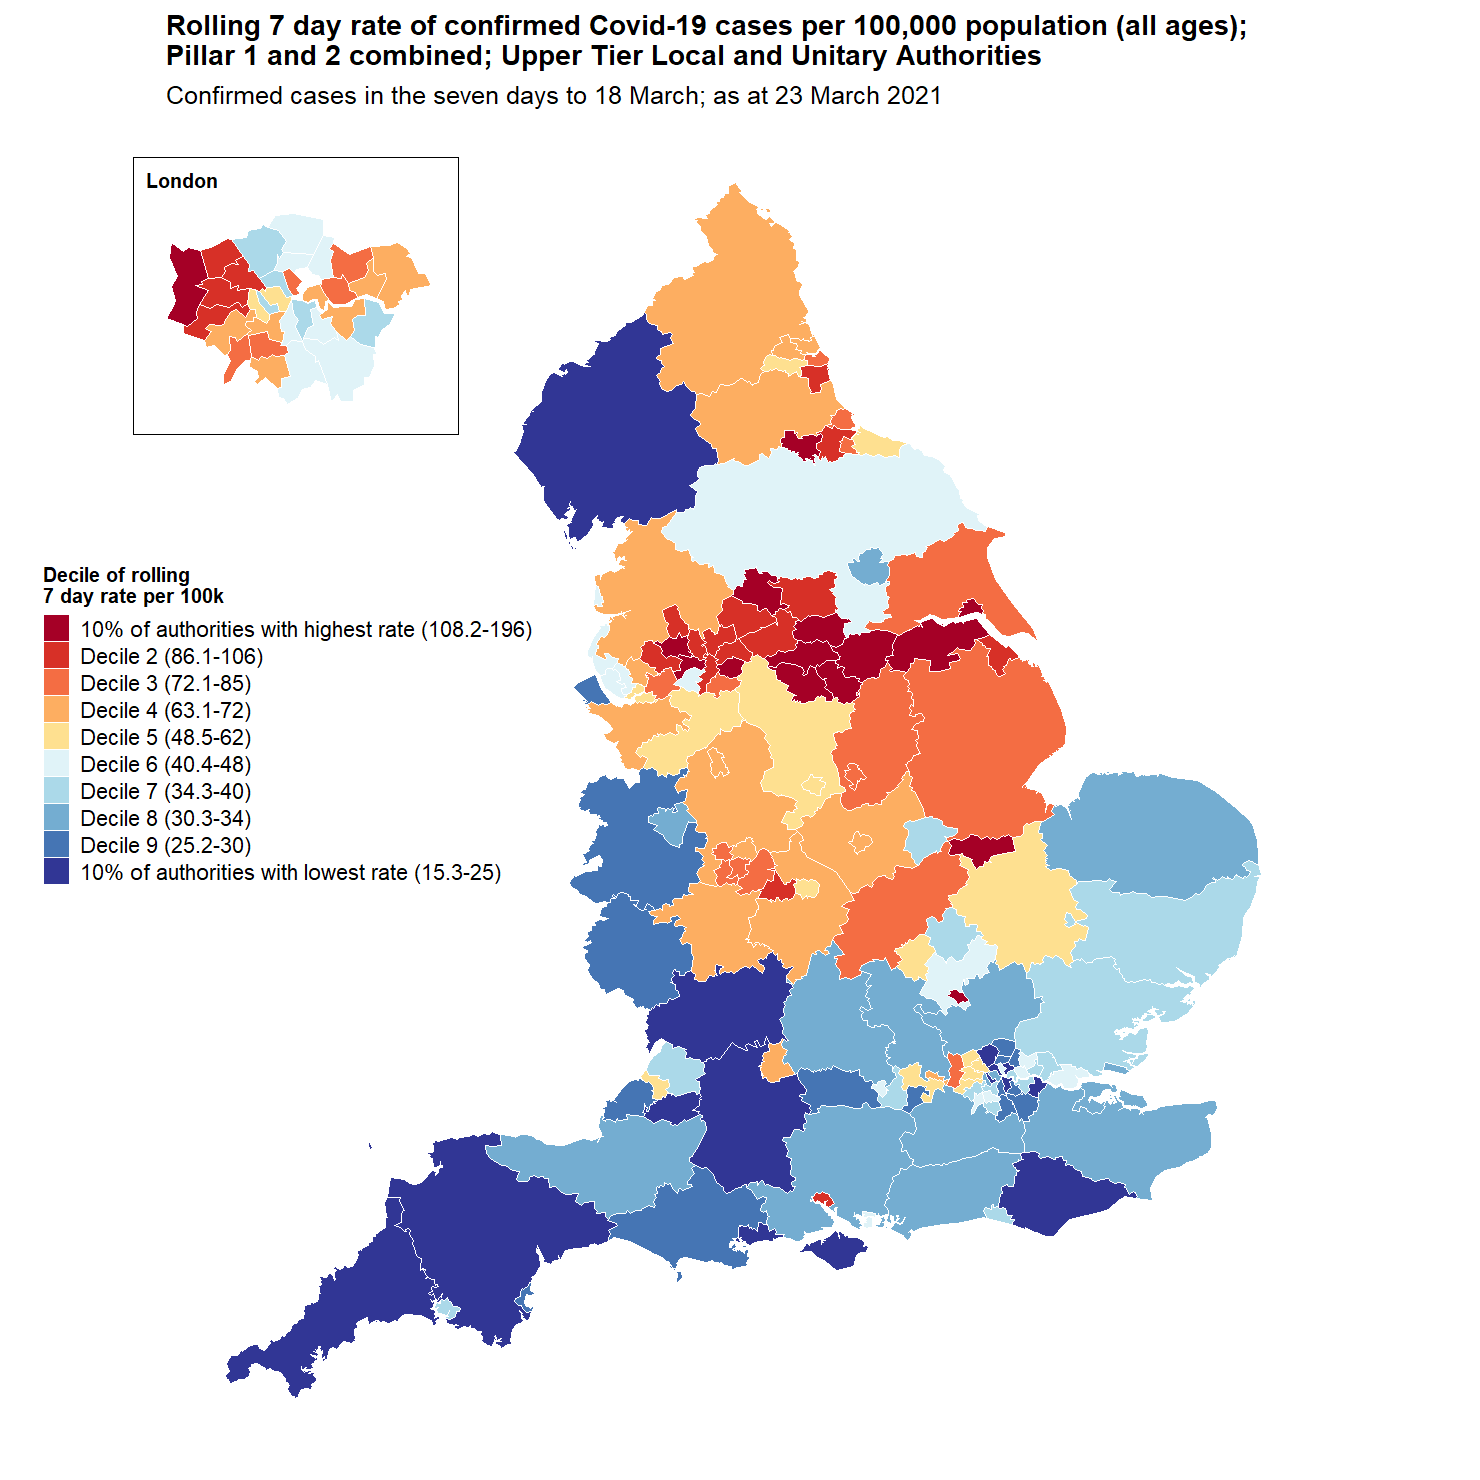 Rolling 7 day rate of confirmed Covid-19 cases per 100,000 population (all ages);
Pillar 1 and 2 combined; Upper Tier Local and Unitary Authorities
Confirmed cases in the seven days to 18 March; as at 23 March 2021
London
Decile of rolling
7 day rate per 100k
10% of authorities with highest rate (108.2-196)
Decile 2 (86.1-106)
Decile 3 (72.1-85)
Decile 4 (63.1-72)
Decile 5 (48.5-62)
Decile 6 (40.4-48)
Decile 7 (34.3-40)
Decile 8 (30.3-34)
Decile 9 (25.2-30)
10% of authorities with lowest rate (15.3-25)